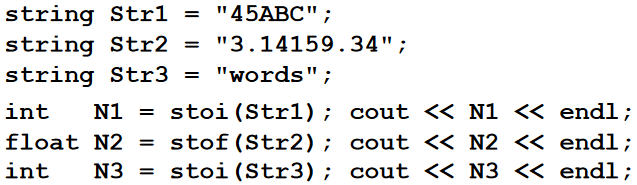 string Str1 = "45ABC";
string Str2 = "3.14159.34";
string Str3 = "words";
int   N1 = stoi(Str1); cout << N1 << endl;
float N2 = stof(Str2); cout << N2 << endl;
int   N3 = stoi(Str3); cout << N3 << endl;